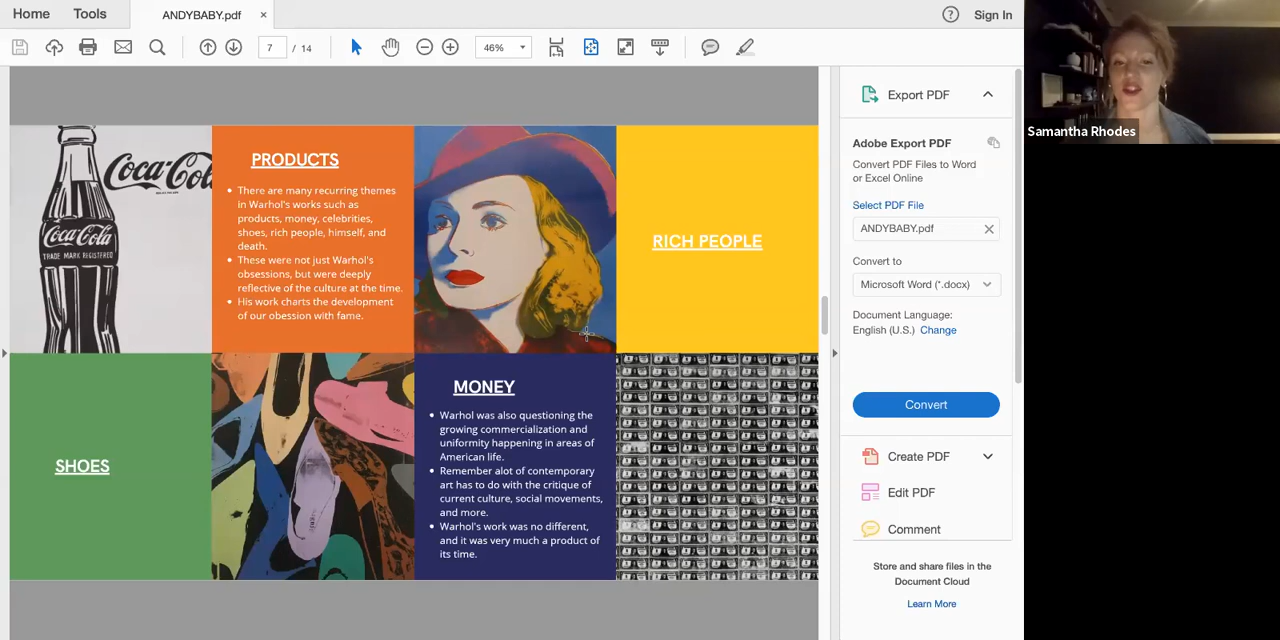 Home
Tools
ANDYBABY.pdf
×
?
Sign In
7
/ 14
46%
Samantha Rhodes
Coca-Cola
Coca-Cola
TRADE MARK REGISTERED
PRODUCTS
• There are many recurring themes
in Warhol's works such as
products, money, celebrities,
shoes, rich people, himself, and
death.
• These were not just Warhol's
obsessions, but were deeply
reflective of the culture at the time.
• His work charts the development
of our obession with fame.
RICH PEOPLE
SHOES
MONEY
• Warhol was also questioning the
growing commercialization and
uniformity happening in areas of
American life.
• Remember alot of contemporary
art has to do with the critique of
current culture, social movements,
and more.
• Warhol's work was no different,
and it was very much a product of
its time.
Export PDF
Adobe Export PDF
Convert PDF Files to Word
or Excel Online
Select PDF File
ANDYBABY.pdf
Convert to
Microsoft Word (*.docx)
Document Language:
English (U.S.) Change
Convert
Create PDF
Edit PDF
Comment
Store and share files in the
Document Cloud
Learn More